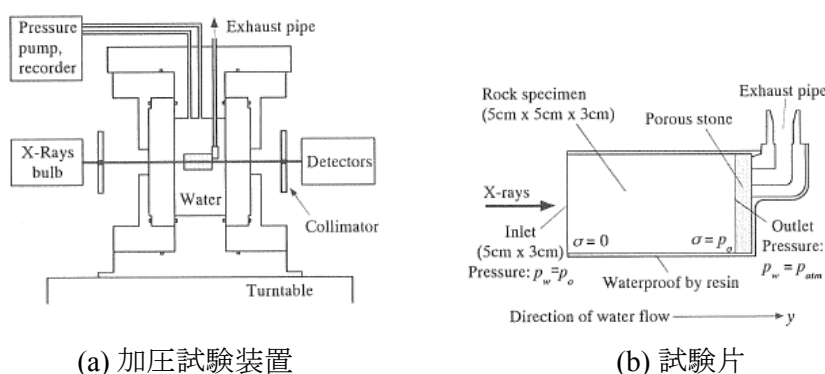 Pressure
pump,
recorder
Exhaust pipe
X-Rays
bulb
Detectors
Water
Collimator
Turntable
(a) 加圧試験装置
Exhaust pipe
Rock specimen
(5cm x 5cm x 3cm)
Porous stone
X-rays
Inlet
(5cm x 3cm)
Pressure: p_w=p_o
σ = 0
σ = p_o
Outlet
Pressure:
p_w = p_atm
Waterproof by resin
Direction of water flow
y
(b) 試験片